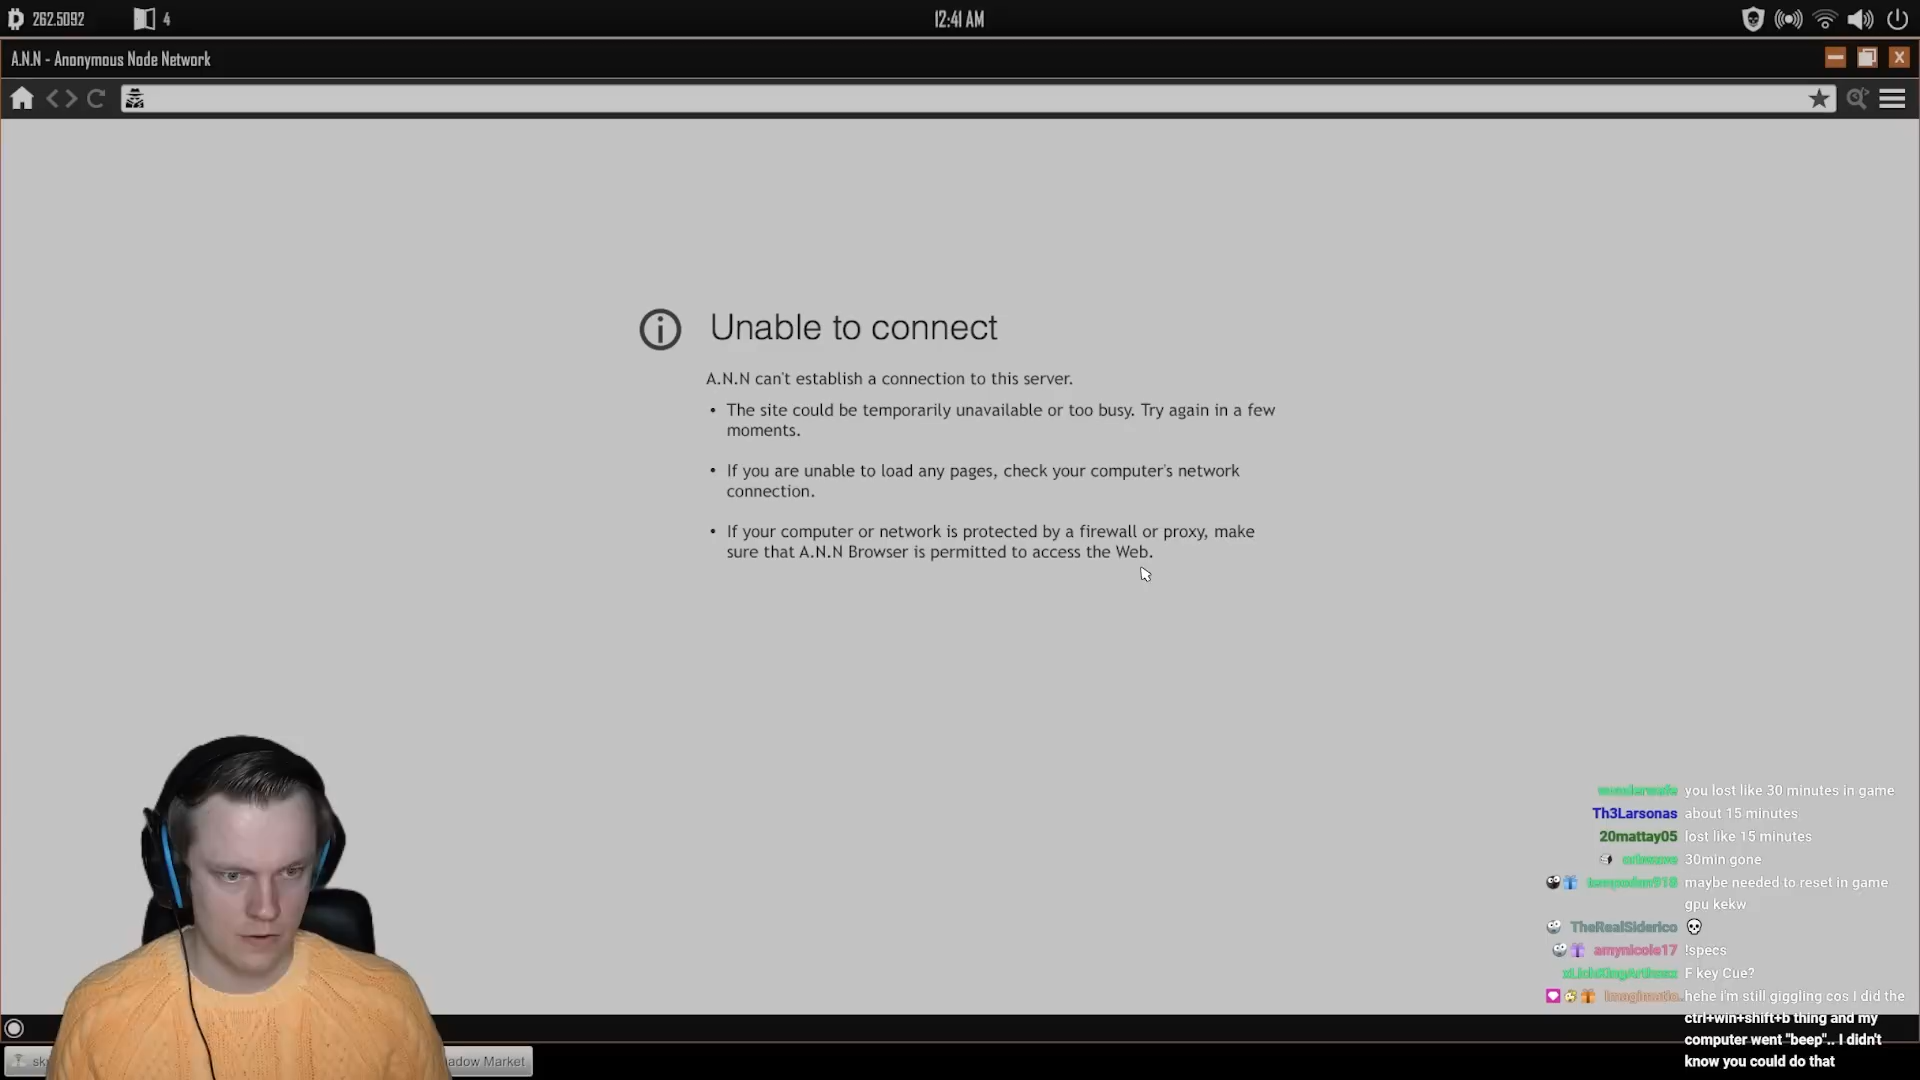 262.5092
4
12:41 AM
A.N.N - Anonymous Node Network
Unable to connect
A.N.N can't establish a connection to this server.
• The site could be temporarily unavailable or too busy. Try again in a few
moments.
• If you are unable to load any pages, check your computer's network
connection.
• If your computer or network is protected by a firewall or proxy, make
sure that A.N.N Browser is permitted to access the Web.
you lost like 30 minutes in game
Th3Larsonas about 15 minutes
20mattay05 lost like 15 minutes
30min gone
maybe needed to reset in game
gpu kekw
TheRealSiderico
amynicole17 !specs
F key Cue?
hehe i'm still giggling cos I did the
ctrl+win+shift+b thing and my
computer went "beep".. I didn't
know you could do that
sk
adow Market